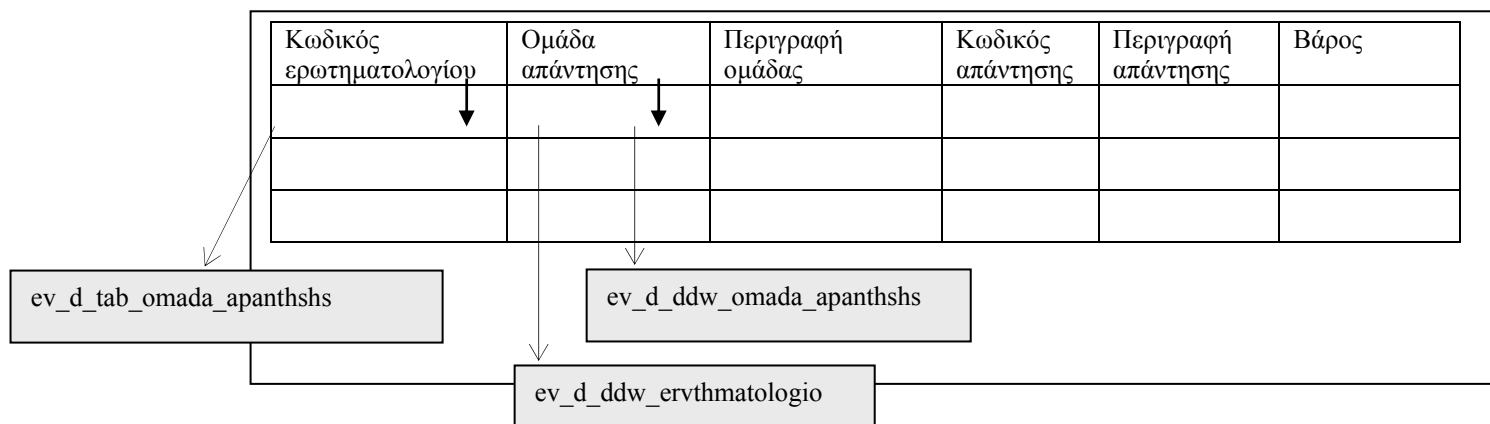 Κωδικός ερωτηματολογίου
Ομάδα απάντησης
Περιγραφή ομάδας
Κωδικός απάντησης
Περιγραφή απάντησης
Βάρος
ev_d_tab_omada_apanthshs
ev_d_ddw_omada_apanthshs
ev_d_ddw_ervthmatologio